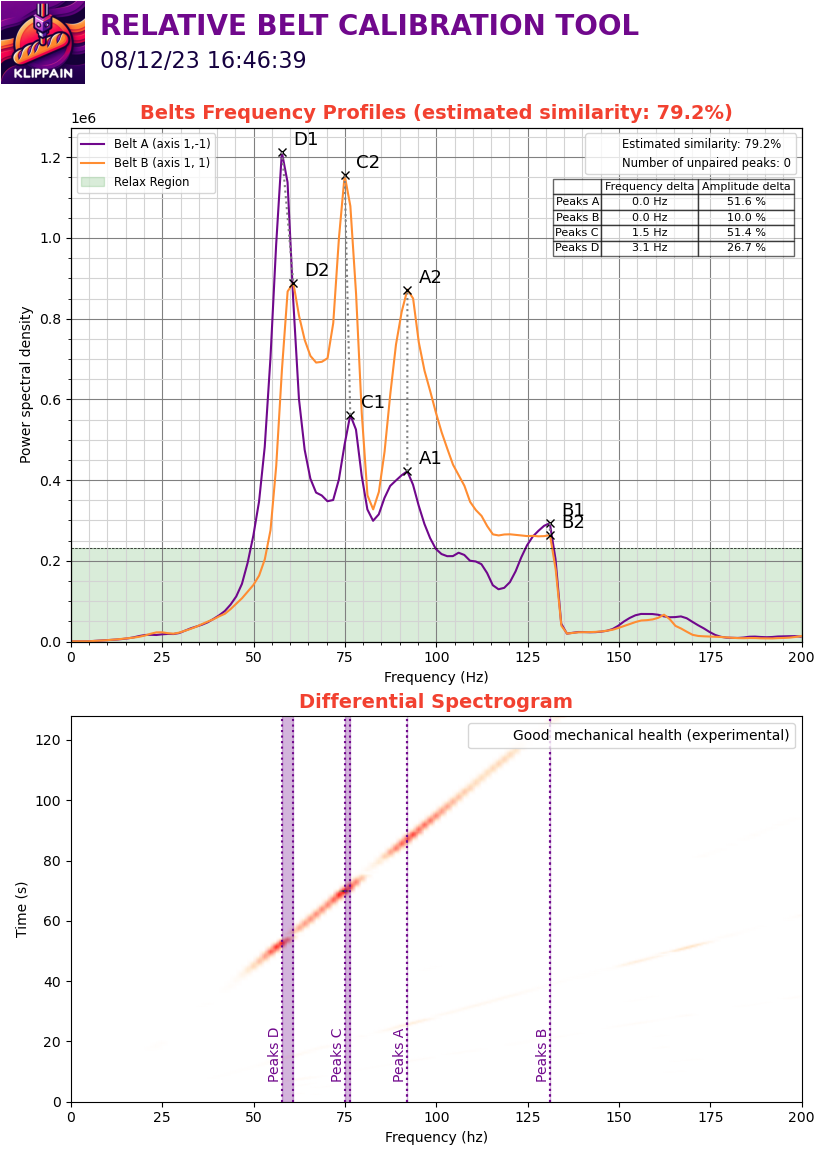 KLIPPAIN
RELATIVE BELT CALIBRATION TOOL
08/12/23 16:46:39
Belts Frequency Profiles (estimated similarity: 79.2%)
1e6
Belt A (axis 1,-1)
Belt B (axis 1, 1)
Relax Region
Estimated similarity: 79.2%
Number of unpaired peaks: 0
Frequency delta Amplitude delta
Peaks A 0.0 Hz 51.6 %
Peaks B 0.0 Hz 10.0 %
Peaks C 1.5 Hz 51.4 %
Peaks D 3.1 Hz 26.7 %
D1
C2
D2
A2
C1
A1
B1
B2
1.2
1.0
0.8
0.6
0.4
0.2
0.0
Power spectral density
0 25 50 75 100 125 150 175 200
Frequency (Hz)
Differential Spectrogram
Good mechanical health (experimental)
120
100
80
60
40
20
0
Time (s)
Peaks D
Peaks C
Peaks A
Peaks B
0 25 50 75 100 125 150 175 200
Frequency (hz)